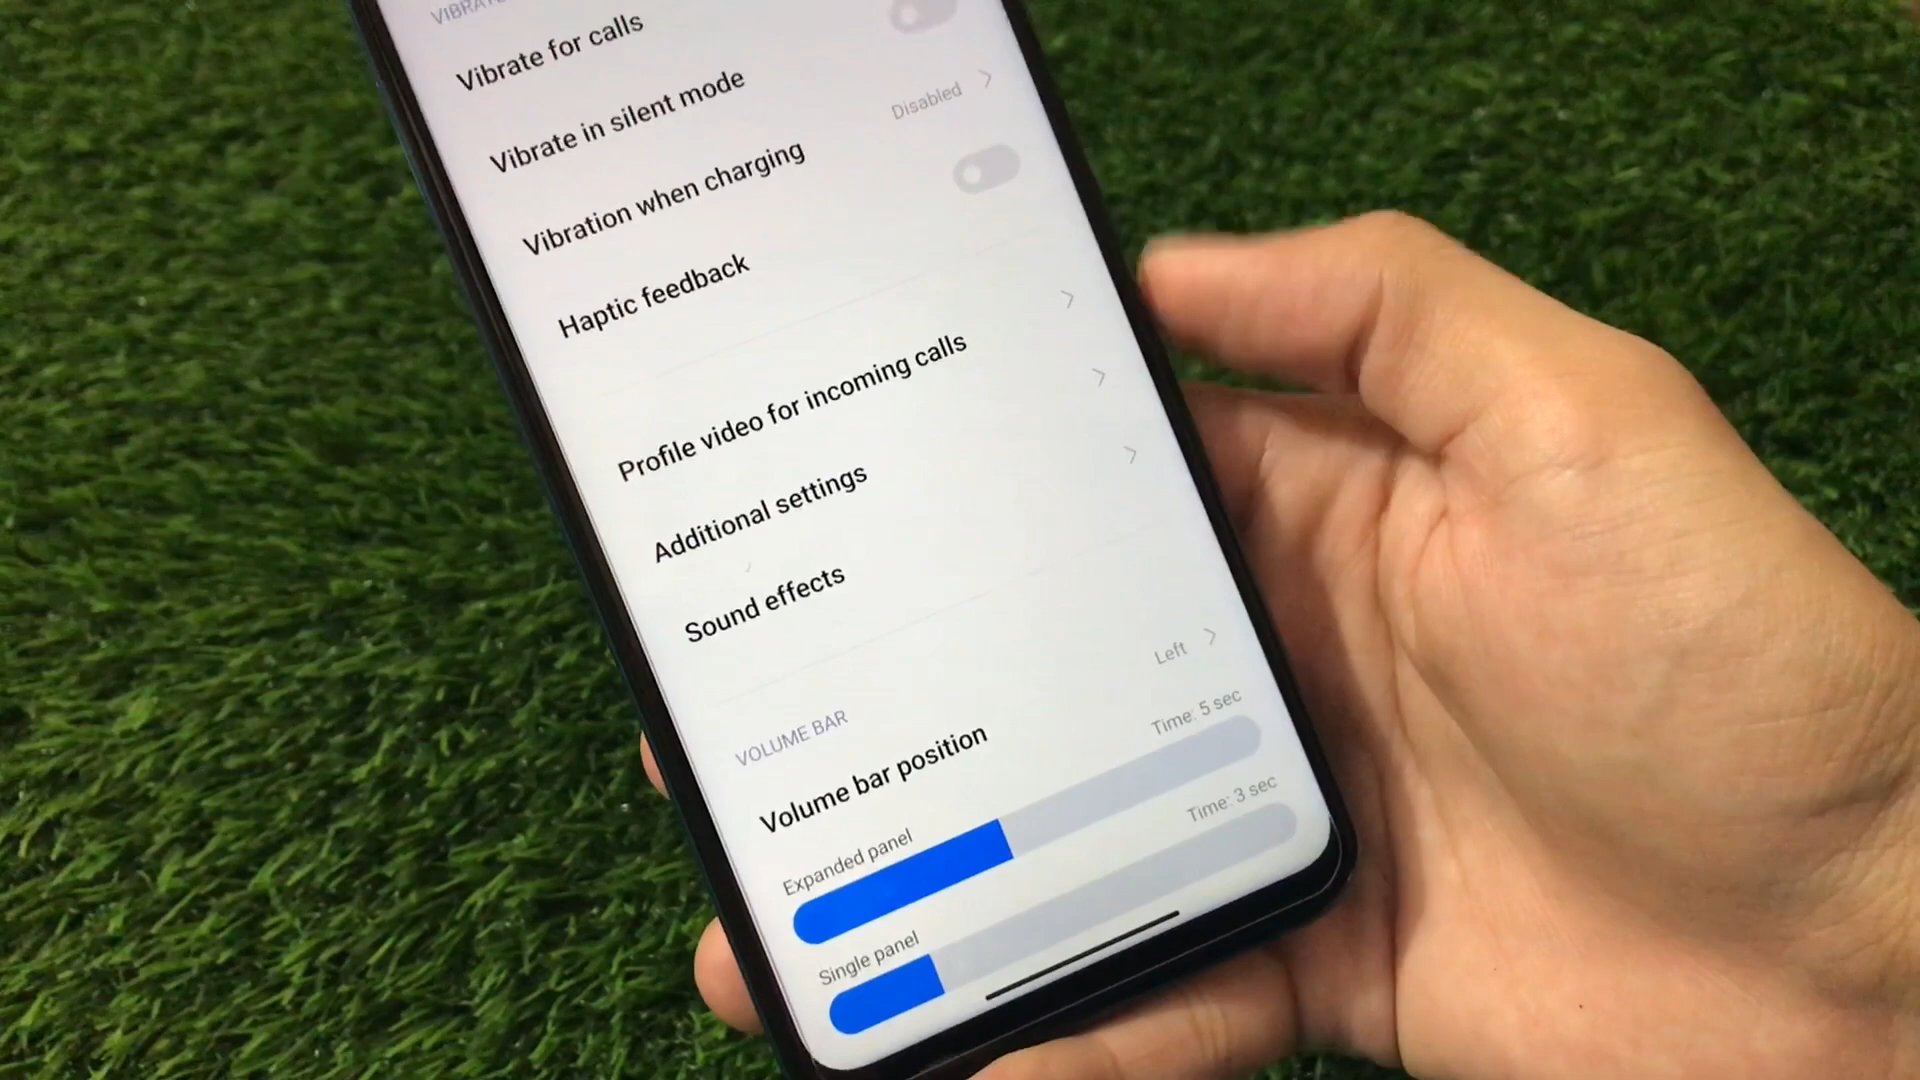 VIBRATE
Vibrate for calls
Vibrate in silent mode
Vibration when charging
Disabled
Haptic feedback
Profile video for incoming calls
Additional settings
Sound effects
VOLUME BAR
Volume bar position
Left
Expanded panel
Time: 5 sec
Single panel
Time: 3 sec